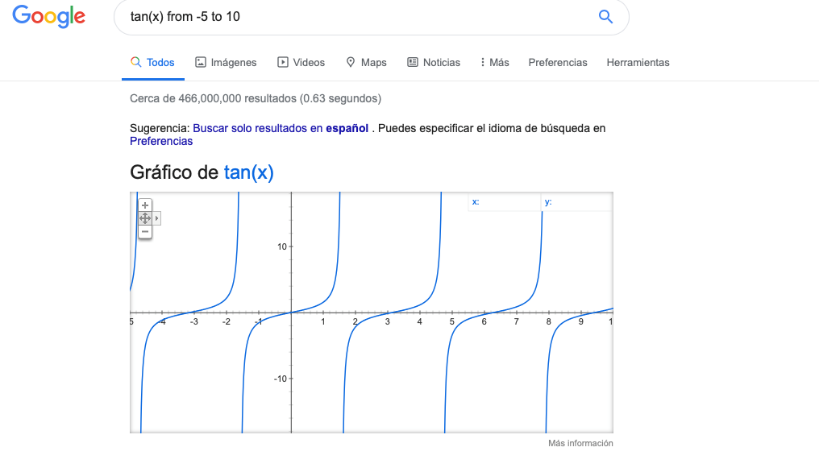 Google
tan(x) from -5 to 10
Todos Imágenes Videos Maps Noticias Más Preferencias Herramientas
Cerca de 466,000,000 resultados (0.63 segundos)
Sugerencia: Buscar solo resultados en español . Puedes especificar el idioma de búsqueda en
Preferencias
Gráfico de tan(x)
x: y:
10
5 -4 -3 -2 -1 1 2 3 4 5 6 7 8 9 1
-10
Más información